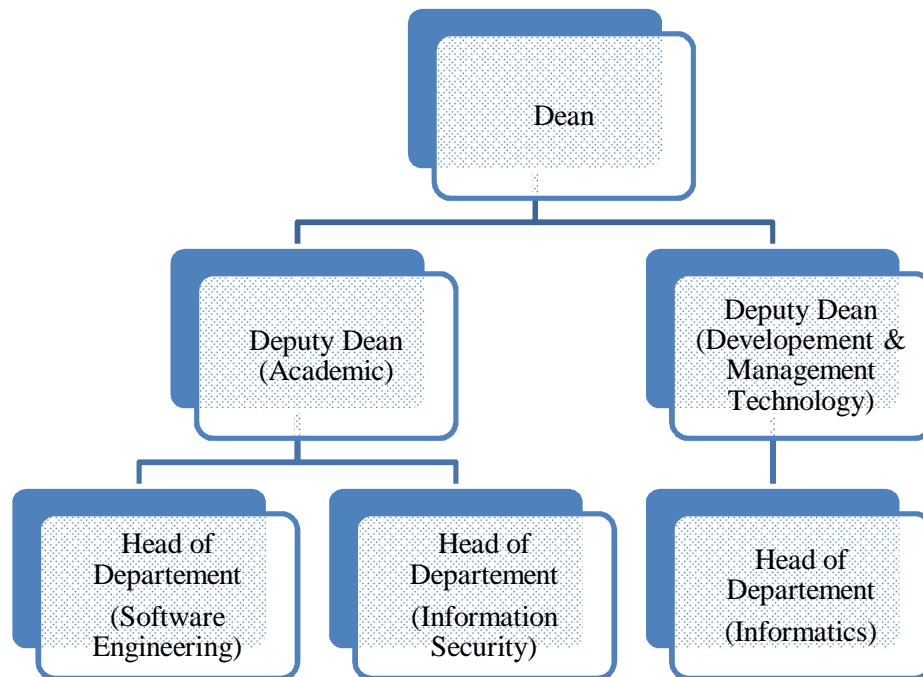 Dean
Deputy Dean
(Academic)
Deputy Dean
(Developement &
Management
Technology)
Head of
Departement
(Software
Engineering)
Head of
Departement
(Information
Security)
Head of
Departement
(Informatics)